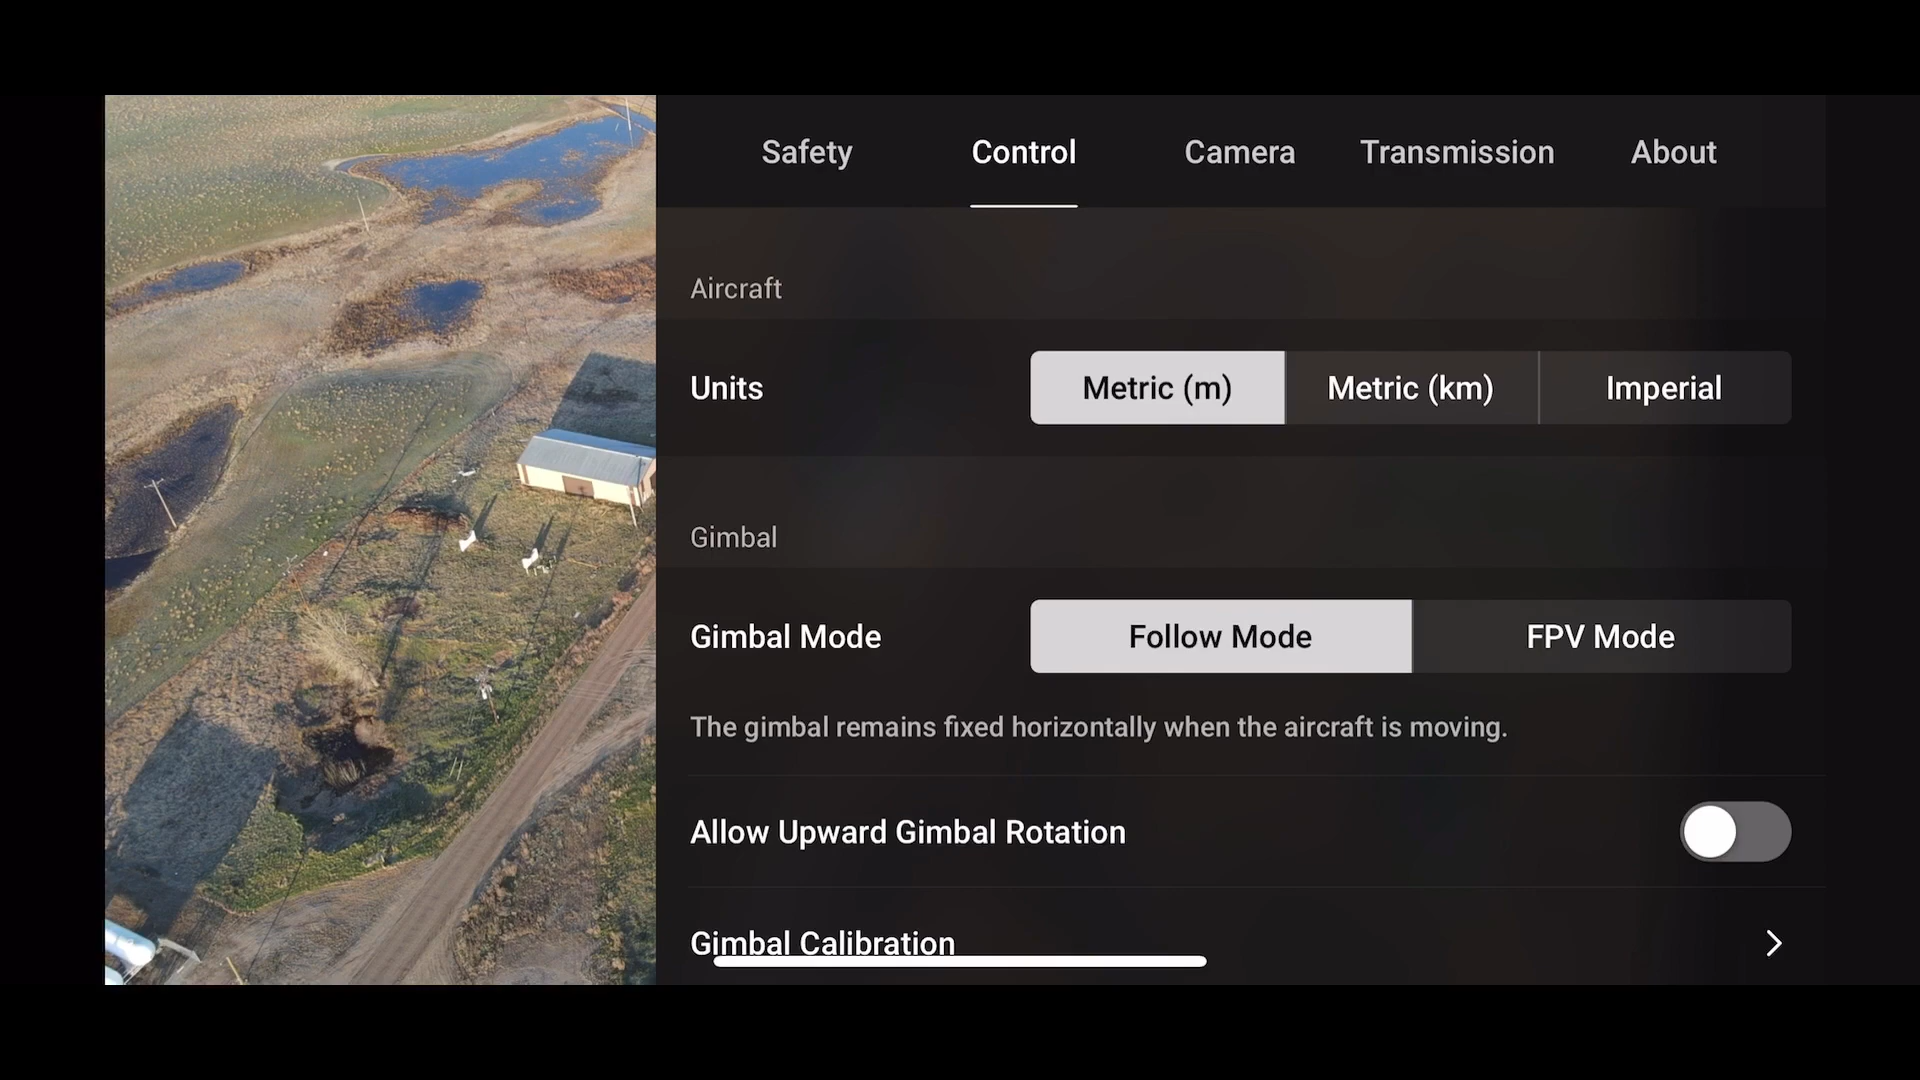 Safety Control Camera Transmission About
Aircraft
Units Metric (m) Metric (km) Imperial
Gimbal
Gimbal Mode Follow Mode FPV Mode
The gimbal remains fixed horizontally when the aircraft is moving.
Allow Upward Gimbal Rotation
Gimbal Calibration